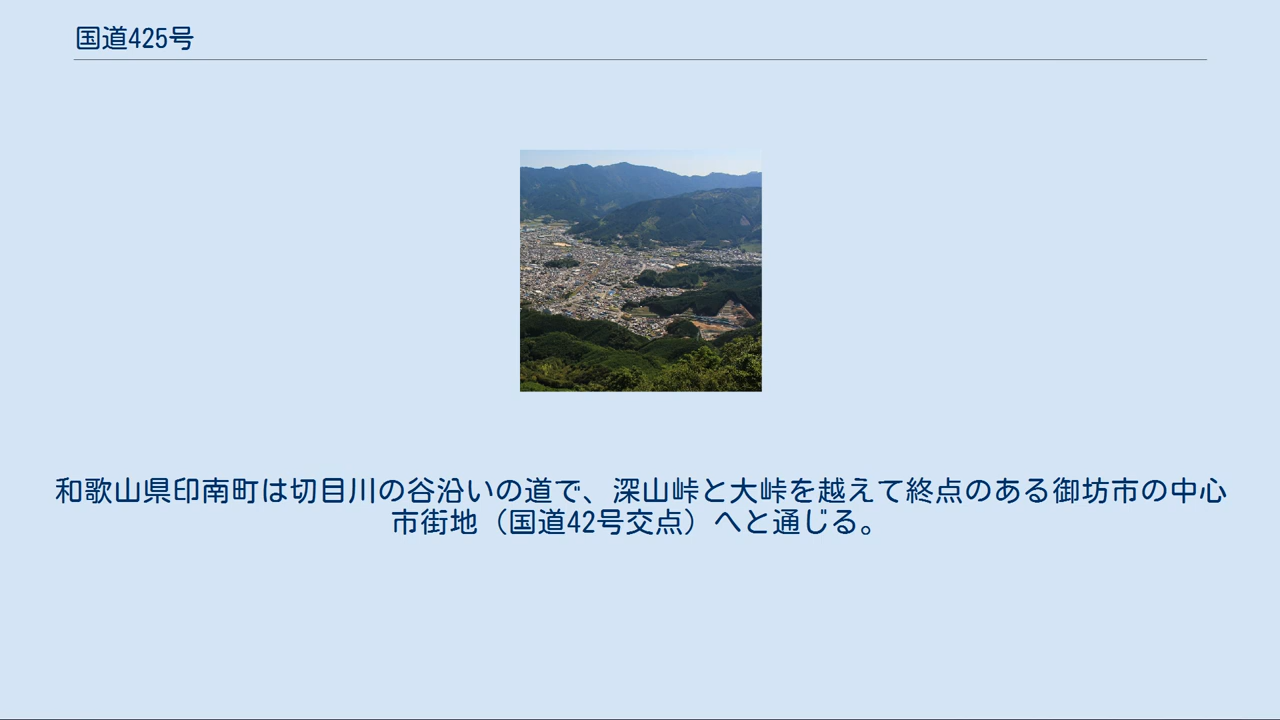 国道425号
和歌山県印南町は切目川の谷沿いの道で、深山峠と大峠を越えて終点のある御坊市の中心
市街地（国道42号交点）へと通じる。